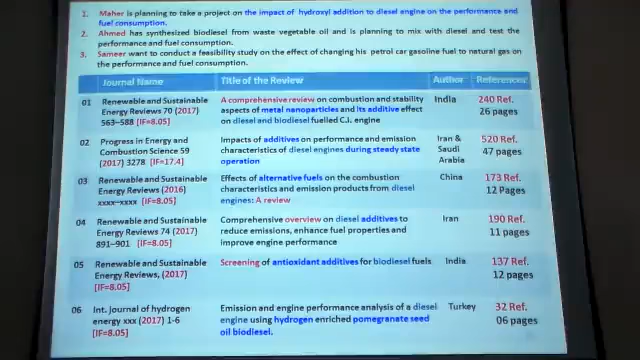 1. Maher is planning to take a project on the impact of hydroxyl addition to diesel engine on the performance and
fuel consumption.
2. Ahmed has synthesized biodiesel from waste vegetable oil and is planning to mix with diesel and test the
performance and fuel consumption.
3. Sameer want to conduct a feasibility study on the effect of changing his petrol car gasoline fuel to natural gas on
the performance and fuel consumption.
Journal Name Title of the Review Author References
01 Renewable and Sustainable A comprehensive review on combustion and stability India 240 Ref.
Energy Reviews 70 (2017) aspects of metal nanoparticles and its additive effect 26 pages
563–588 [IF=8.05] on diesel and biodiesel fuelled C.I. engine
02 Progress in Energy and Impacts of additives on performance and emission Iran & 520 Ref.
Combustion Science 59 characteristics of diesel engines during steady state Saudi 47 pages
(2017) 3278 [IF=17.4] operation Arabia
03 Renewable and Sustainable Effects of alternative fuels on the combustion China 173 Ref.
Energy Reviews (2016) characteristics and emission products from diesel 12 Pages
xxxx–xxxx [IF=8.05] engines: A review
04 Renewable and Sustainable Comprehensive overview on diesel additives to Iran 190 Ref.
Energy Reviews 74 (2017) reduce emissions, enhance fuel properties and 11 pages
891–901 [IF=8.05] improve engine performance
05 Renewable and Sustainable Screening of antioxidant additives for biodiesel fuels India 137 Ref.
Energy Reviews, (2017) 12 pages
[IF=8.05]
06 Int. Journal of hydrogen Emission and engine performance analysis of a diesel Turkey 32 Ref.
energy xxx (2017) 1-6 engine using hydrogen enriched pomegranate seed 06 pages
[IF=8.05] oil biodiesel.